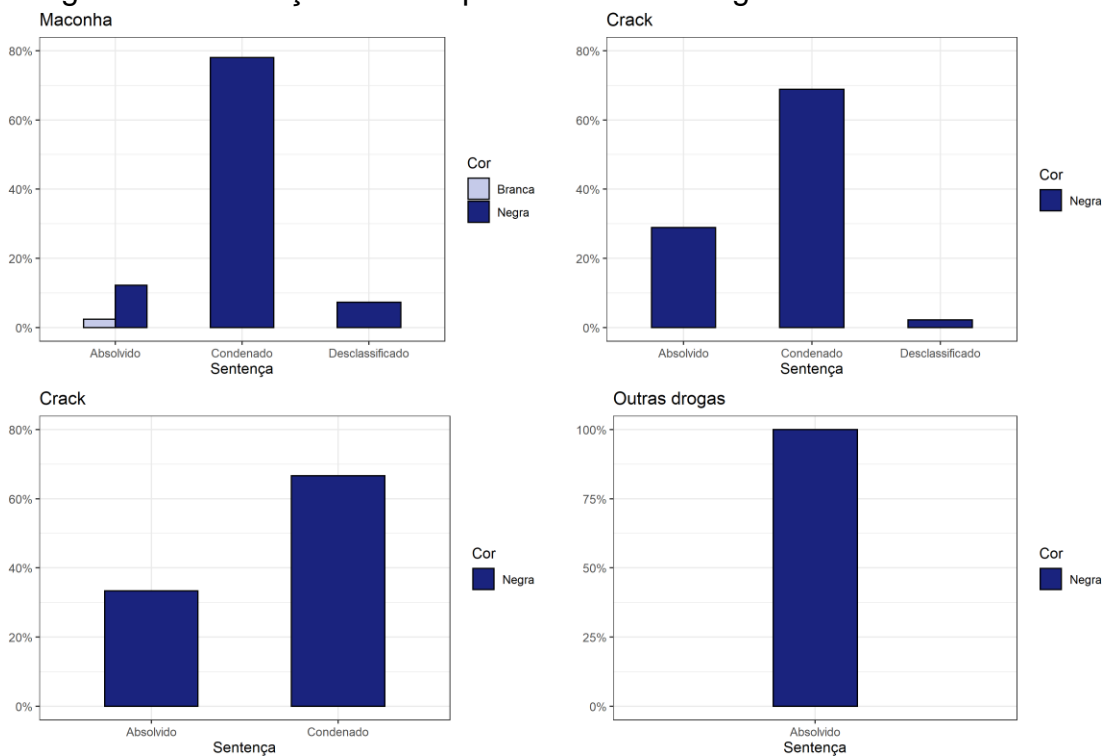 Maconha
80%
60%
40%
20%
0%
Absolvido Condenado Desclassificado
Sentença
Cor
Branca
Negra
Crack
80%
60%
40%
20%
0%
Absolvido Condenado Desclassificado
Sentença
Cor
Negra
Crack
80%
60%
40%
20%
0%
Absolvido Condenado
Sentença
Cor
Negra
Outras drogas
100%
75%
50%
25%
0%
Absolvido
Sentença
Cor
Negra